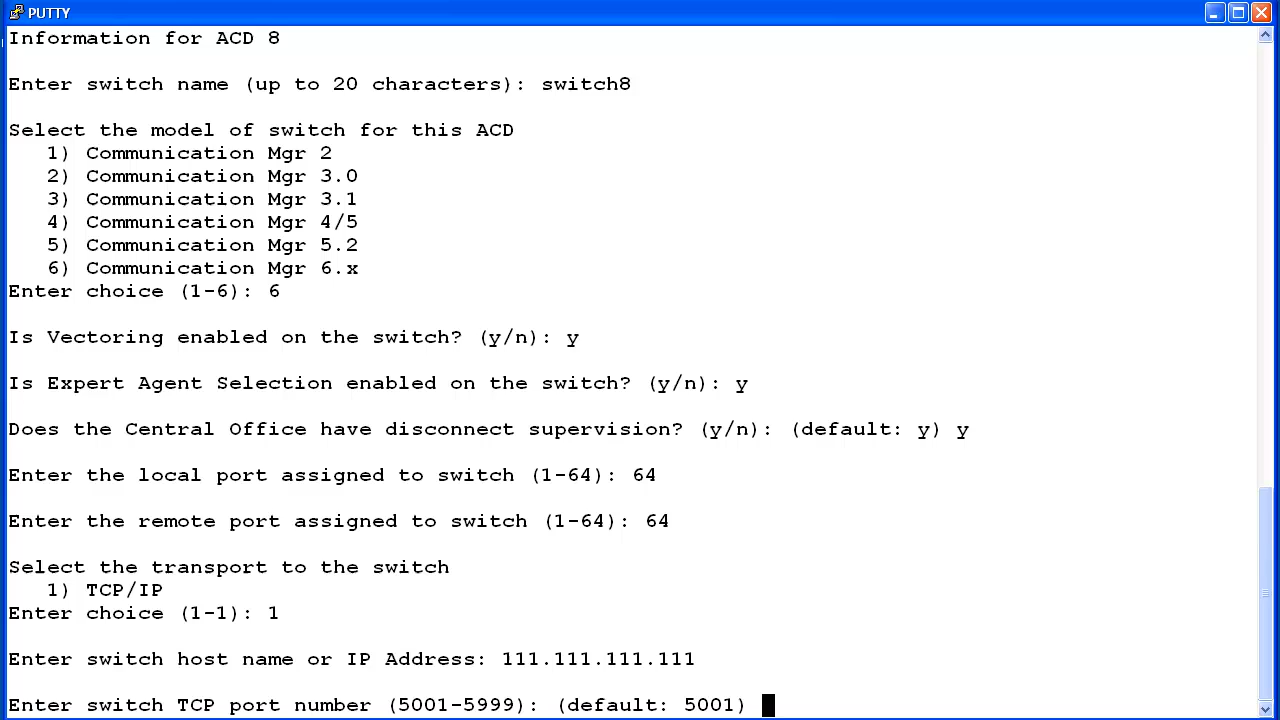 PUTTY
Information for ACD 8
Enter switch name (up to 20 characters): switch8
Select the model of switch for this ACD
1) Communication Mgr 2
2) Communication Mgr 3.0
3) Communication Mgr 3.1
4) Communication Mgr 4/5
5) Communication Mgr 5.2
6) Communication Mgr 6.x
Enter choice (1-6): 6
Is Vectoring enabled on the switch? (y/n): y
Is Expert Agent Selection enabled on the switch? (y/n): y
Does the Central Office have disconnect supervision? (y/n): (default: y) y
Enter the local port assigned to switch (1-64): 64
Enter the remote port assigned to switch (1-64): 64
Select the transport to the switch
1) TCP/IP
Enter choice (1-1): 1
Enter switch host name or IP Address: 111.111.111.111
Enter switch TCP port number (5001-5999): (default: 5001)